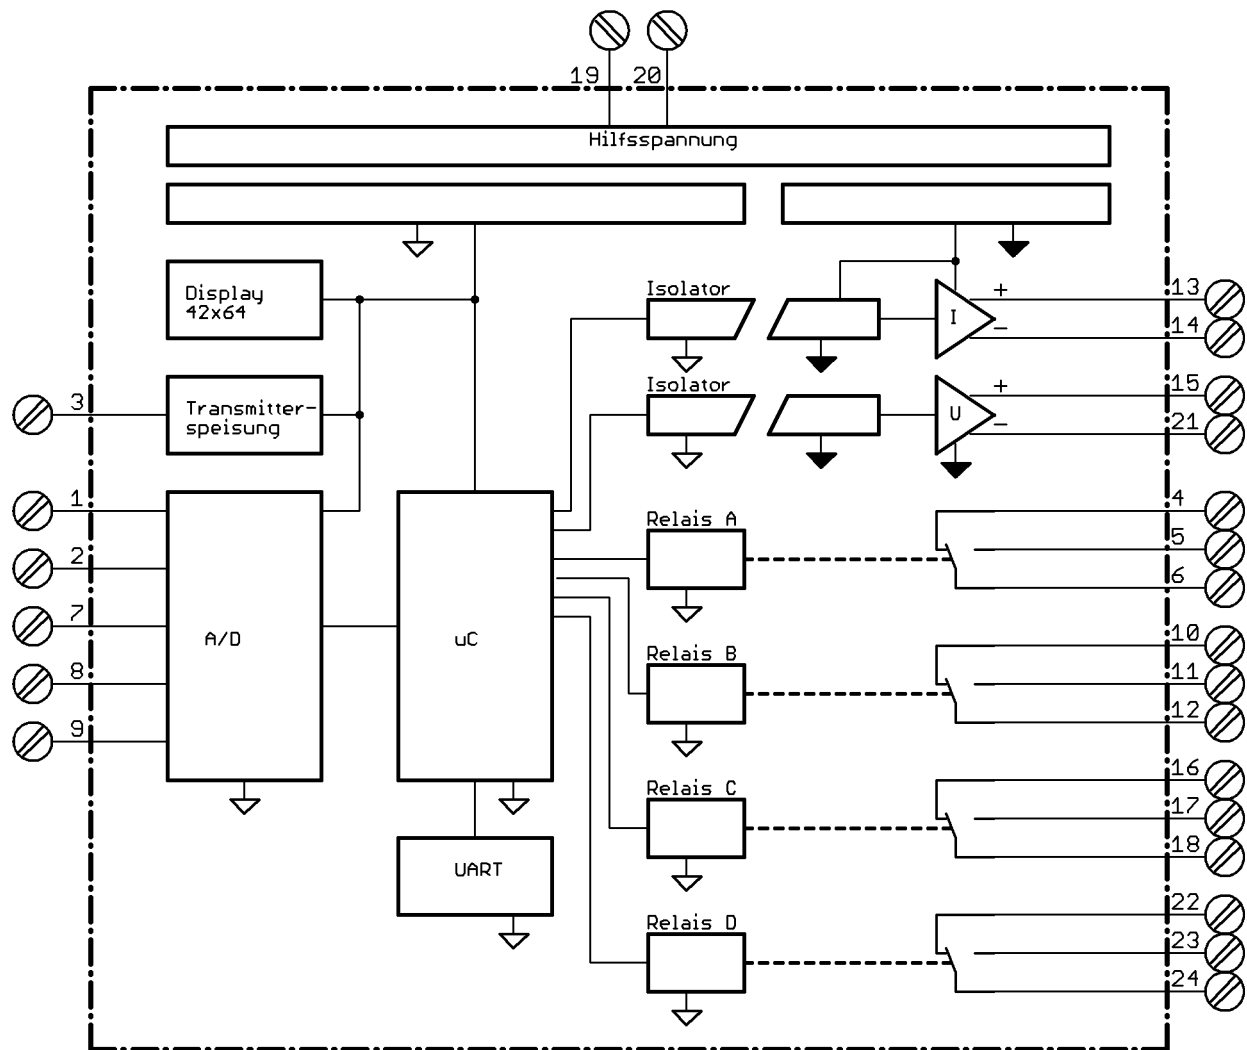 19
20
Hilfsspannung
Display
42x64
Isolator
I
+
-
13
14
3
Transmitter-
speisung
Isolator
U
+
-
15
21
1
2
7
8
9
A/D
uC
UART
Relais A
4
5
6
Relais B
10
11
12
Relais C
16
17
18
Relais D
22
23
24